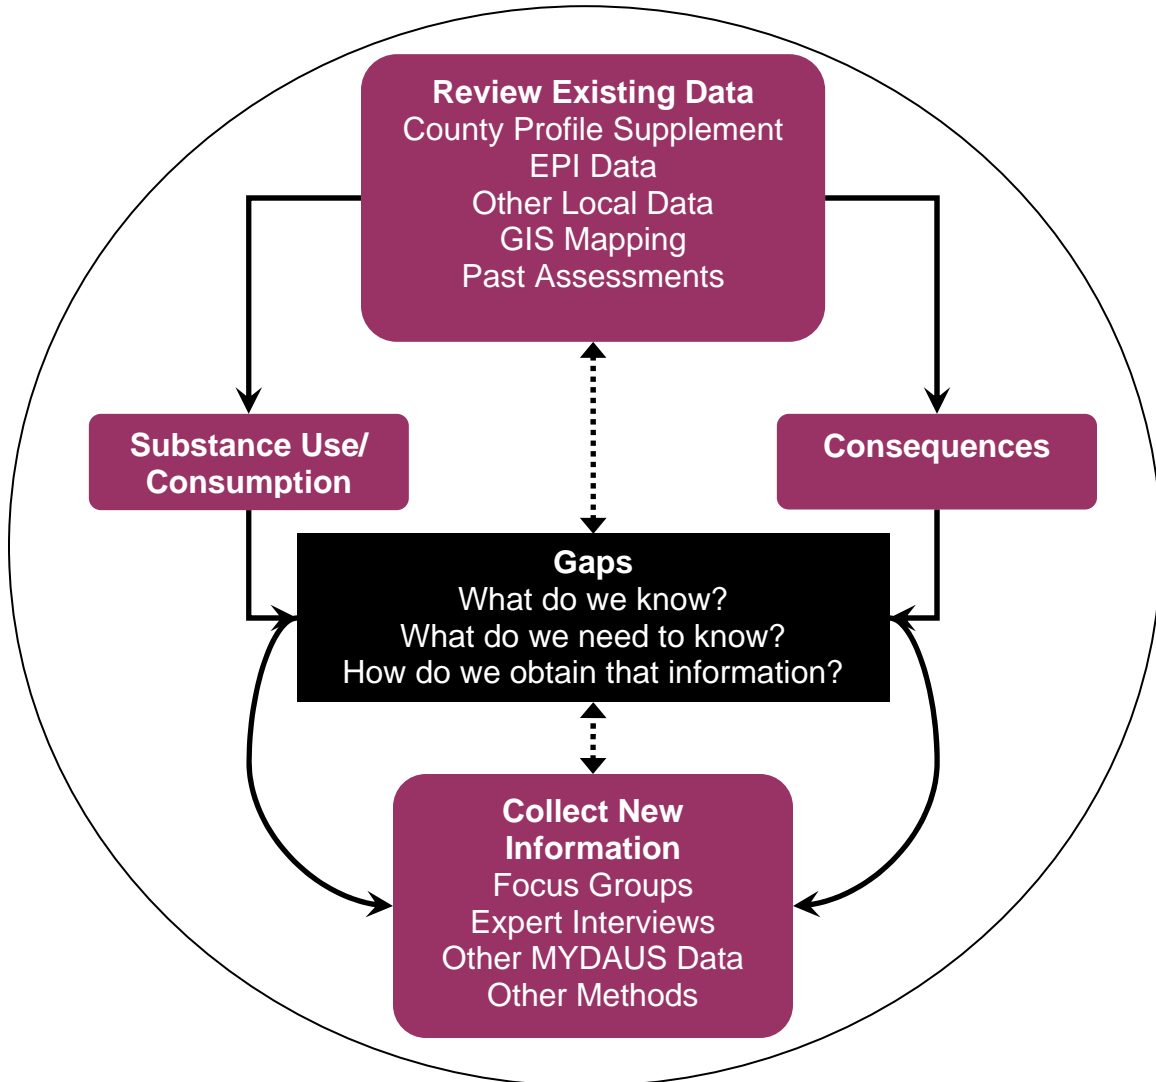 Review Existing Data
County Profile Supplement
EPI Data
Other Local Data
GIS Mapping
Past Assessments
Substance Use/
Consumption
Consequences
Gaps
What do we know?
What do we need to know?
How do we obtain that information?
Collect New
Information
Focus Groups
Expert Interviews
Other MYDAUS Data
Other Methods